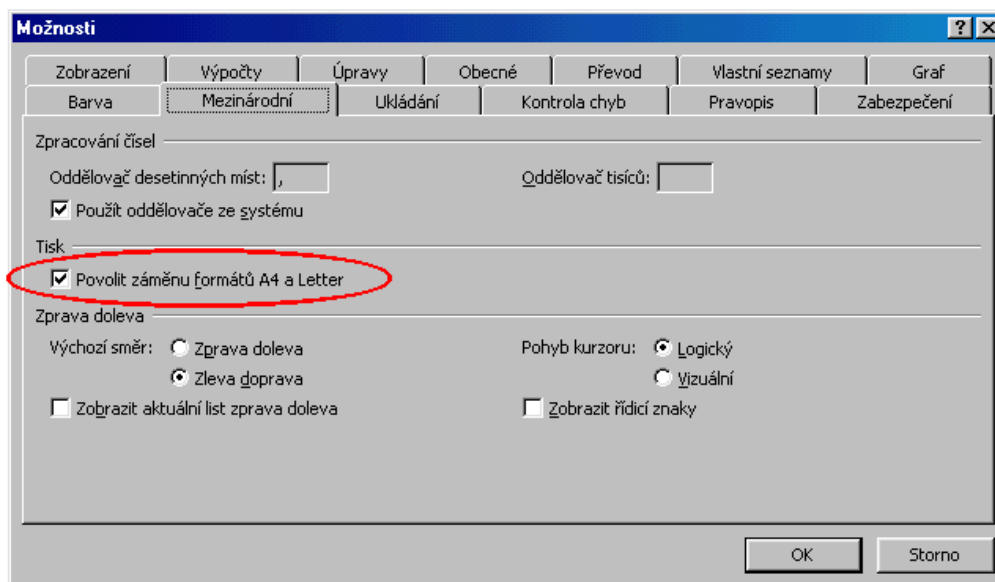 Možnosti
Zobrazení Výpočty Úpravy Obecné Převod Vlastní seznamy Graf
Barva Mezinárodní Ukládání Kontrola chyb Pravopis Zabezpečení
Zpracování čísel
Oddělovač desetinných míst: , Oddělovač tisíců:
Použít oddělovače ze systému
Tisk
Povolit záměnu formátů A4 a Letter
Zprava doleva
Výchozí směr: Zprava doleva Pohyb kurzoru: Logický
Zleva doprava Vizuální
Zobrazit aktuální list zprava doleva Zobrazit řídicí znaky
OK Storno